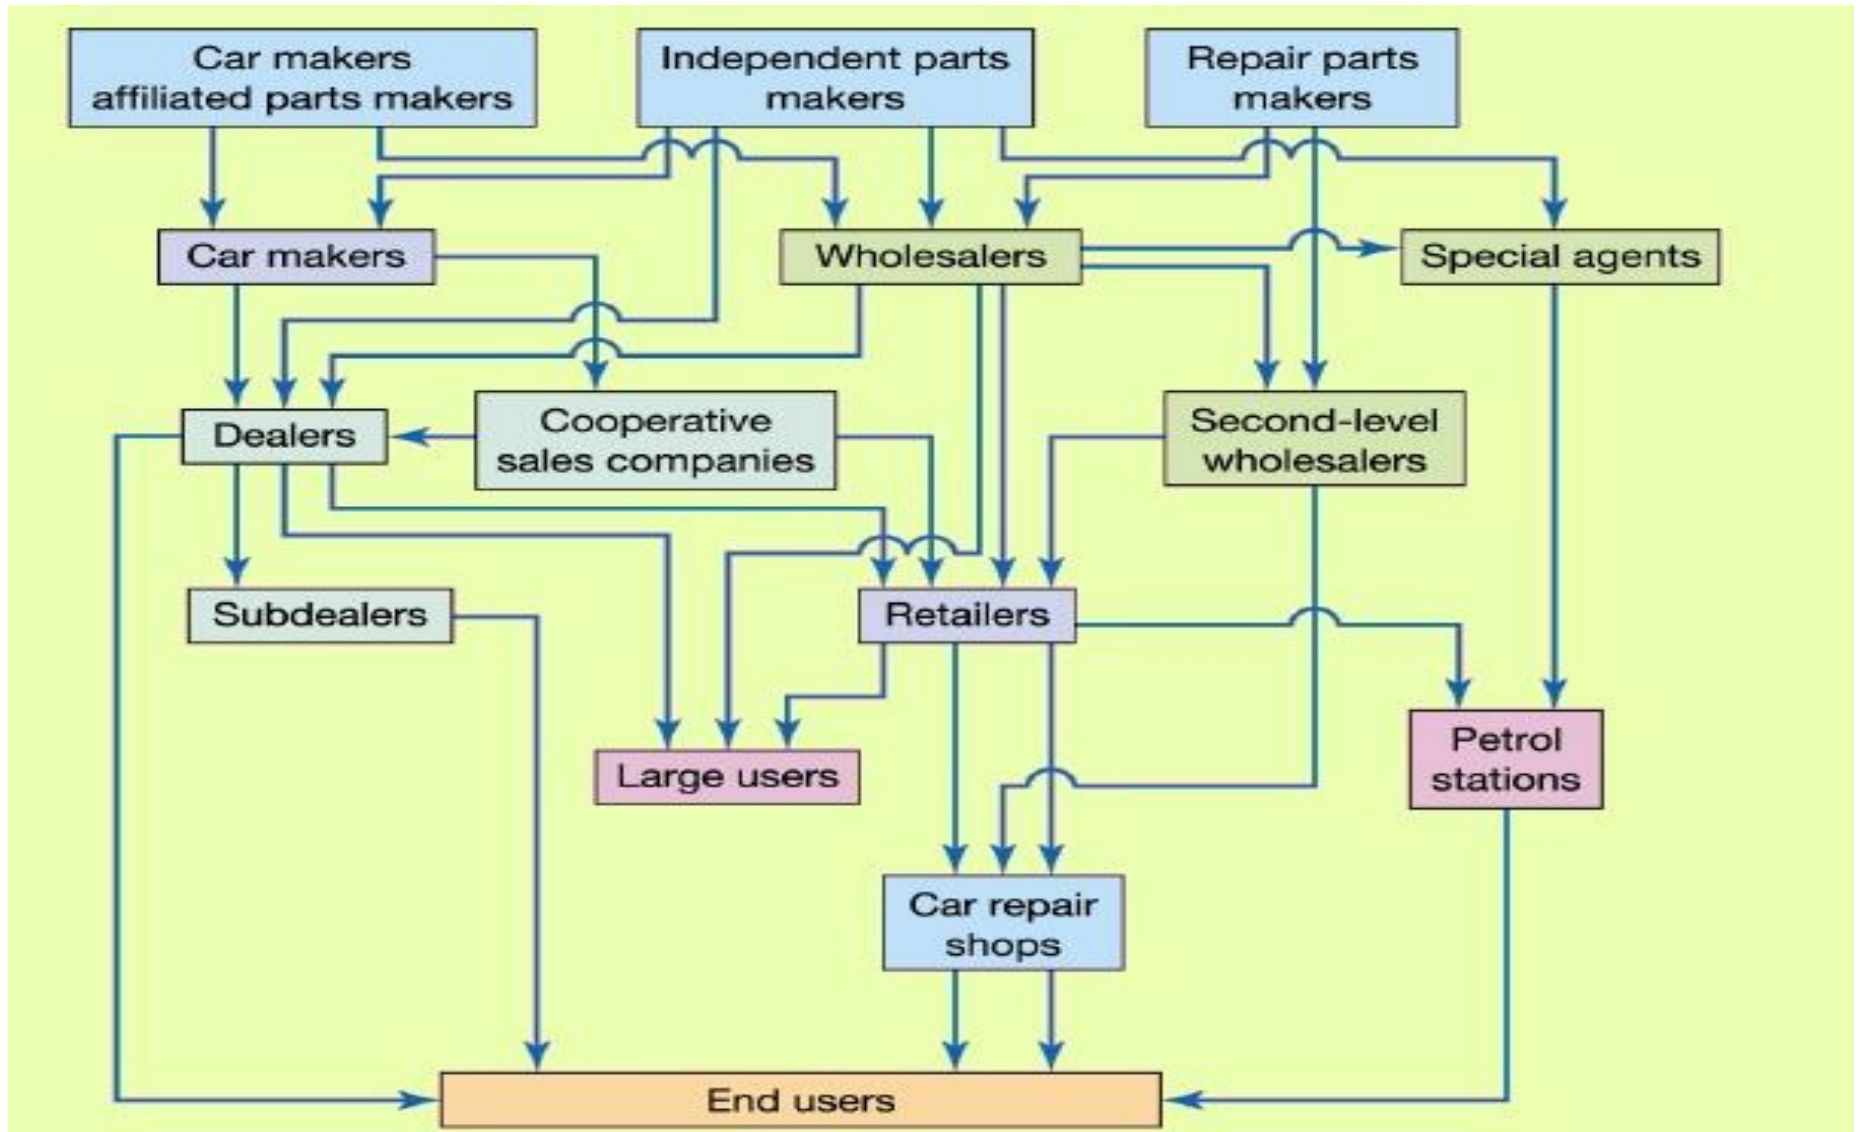 Car makers
affiliated parts makers
Independent parts
makers
Repair parts
makers
Car makers
Wholesalers
Special agents
Dealers
Cooperative
sales companies
Second-level
wholesalers
Subdealers
Retailers
Large users
Petrol
stations
Car repair
shops
End users